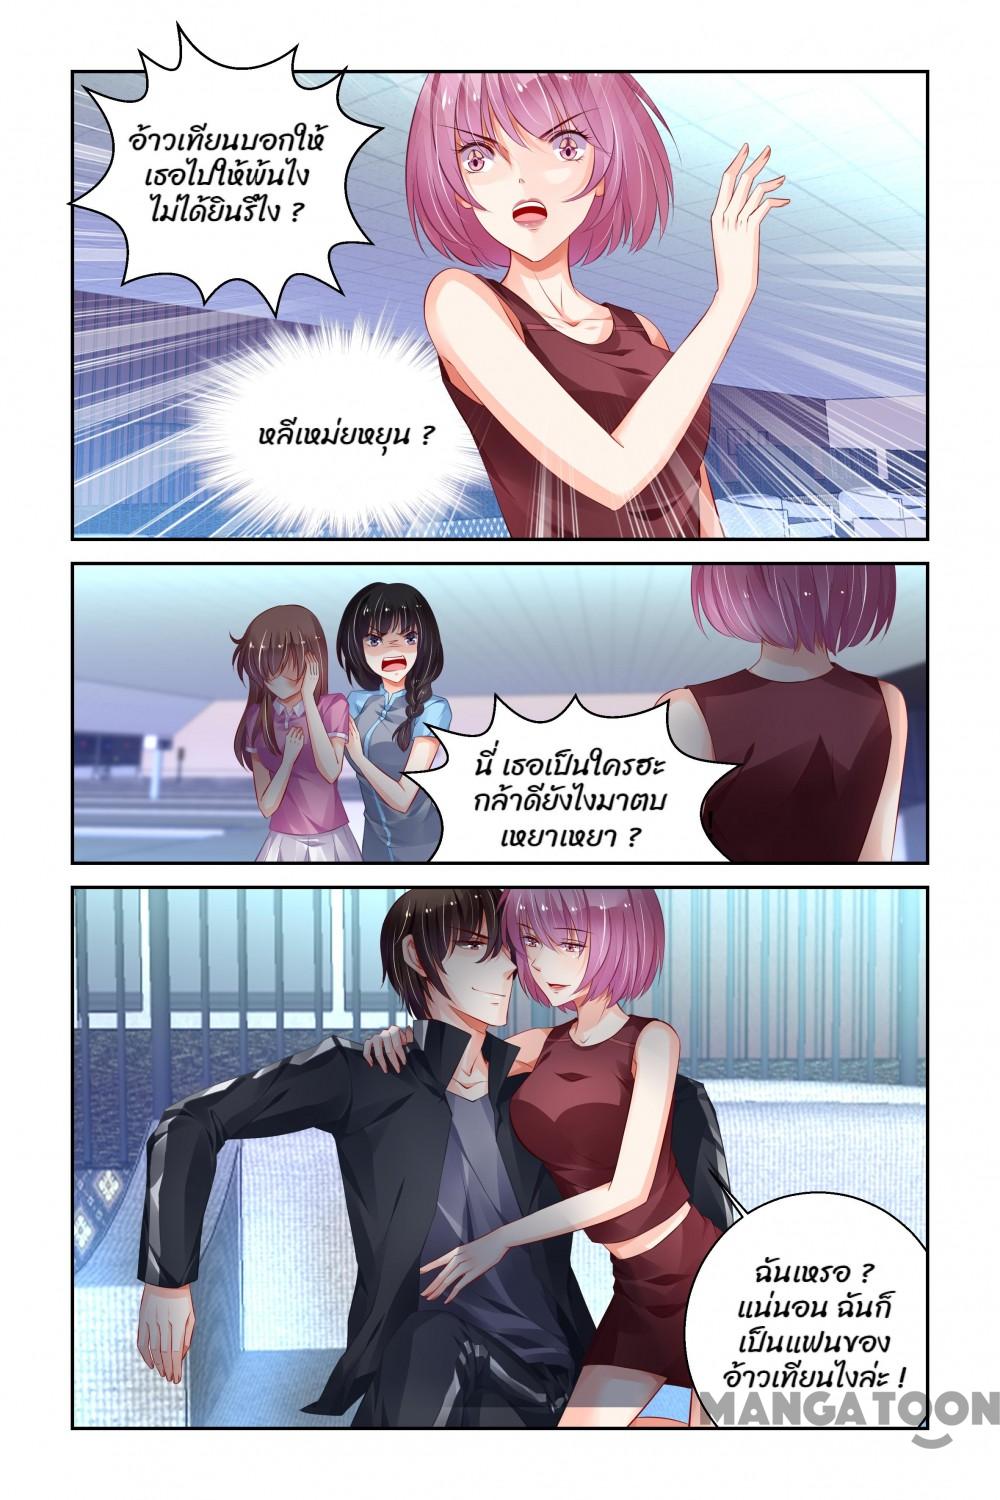 อ้าวเทียนบอกให้
เธอไปให้พ้นไง
ไม่ได้ยินรึไง ?
หลีเหม่ยหยุน ?
นี่ เธอเป็นใครฮะ
กล้าดียังไงมาตบ
เหยาเหยา ?
ฉันเหรอ ?
แน่นอน ฉันก็
เป็นแฟนของ
อ้าวเทียนไงล่ะ !
MANGATOON